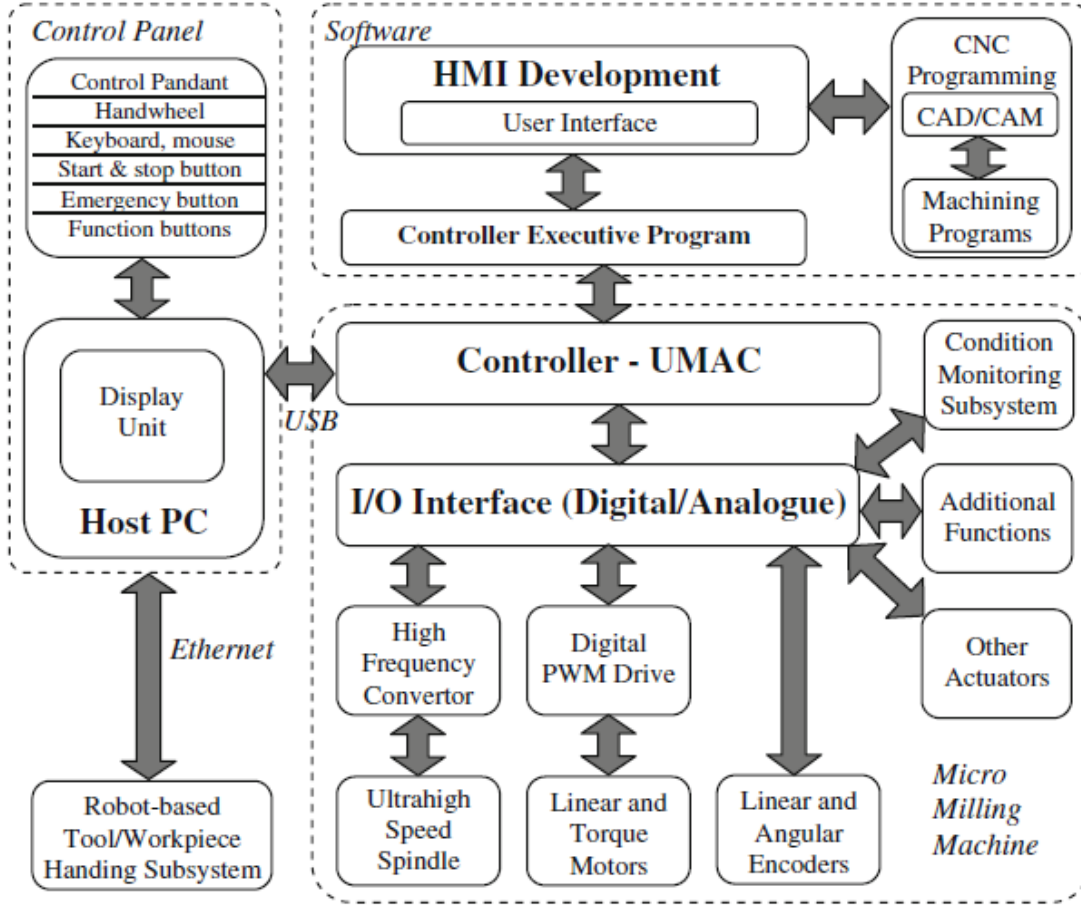 Control Panel
Control Pandant
Handwheel
Keyboard, mouse
Start & stop button
Emergency button
Function buttons
Display
Unit
Host PC
USB
Ethernet
Robot-based
Tool/Workpiece
Handing Subsystem
Software
HMI Development
User Interface
Controller Executive Program
CNC
Programming
CAD/CAM
Machining
Programs
Controller - UMAC
I/O Interface (Digital/Analogue)
Condition
Monitoring
Subsystem
Additional
Functions
Other
Actuators
High
Frequency
Convertor
Digital
PWM Drive
Ultrahigh
Speed
Spindle
Linear and
Torque
Motors
Linear and
Angular
Encoders
Micro
Milling
Machine